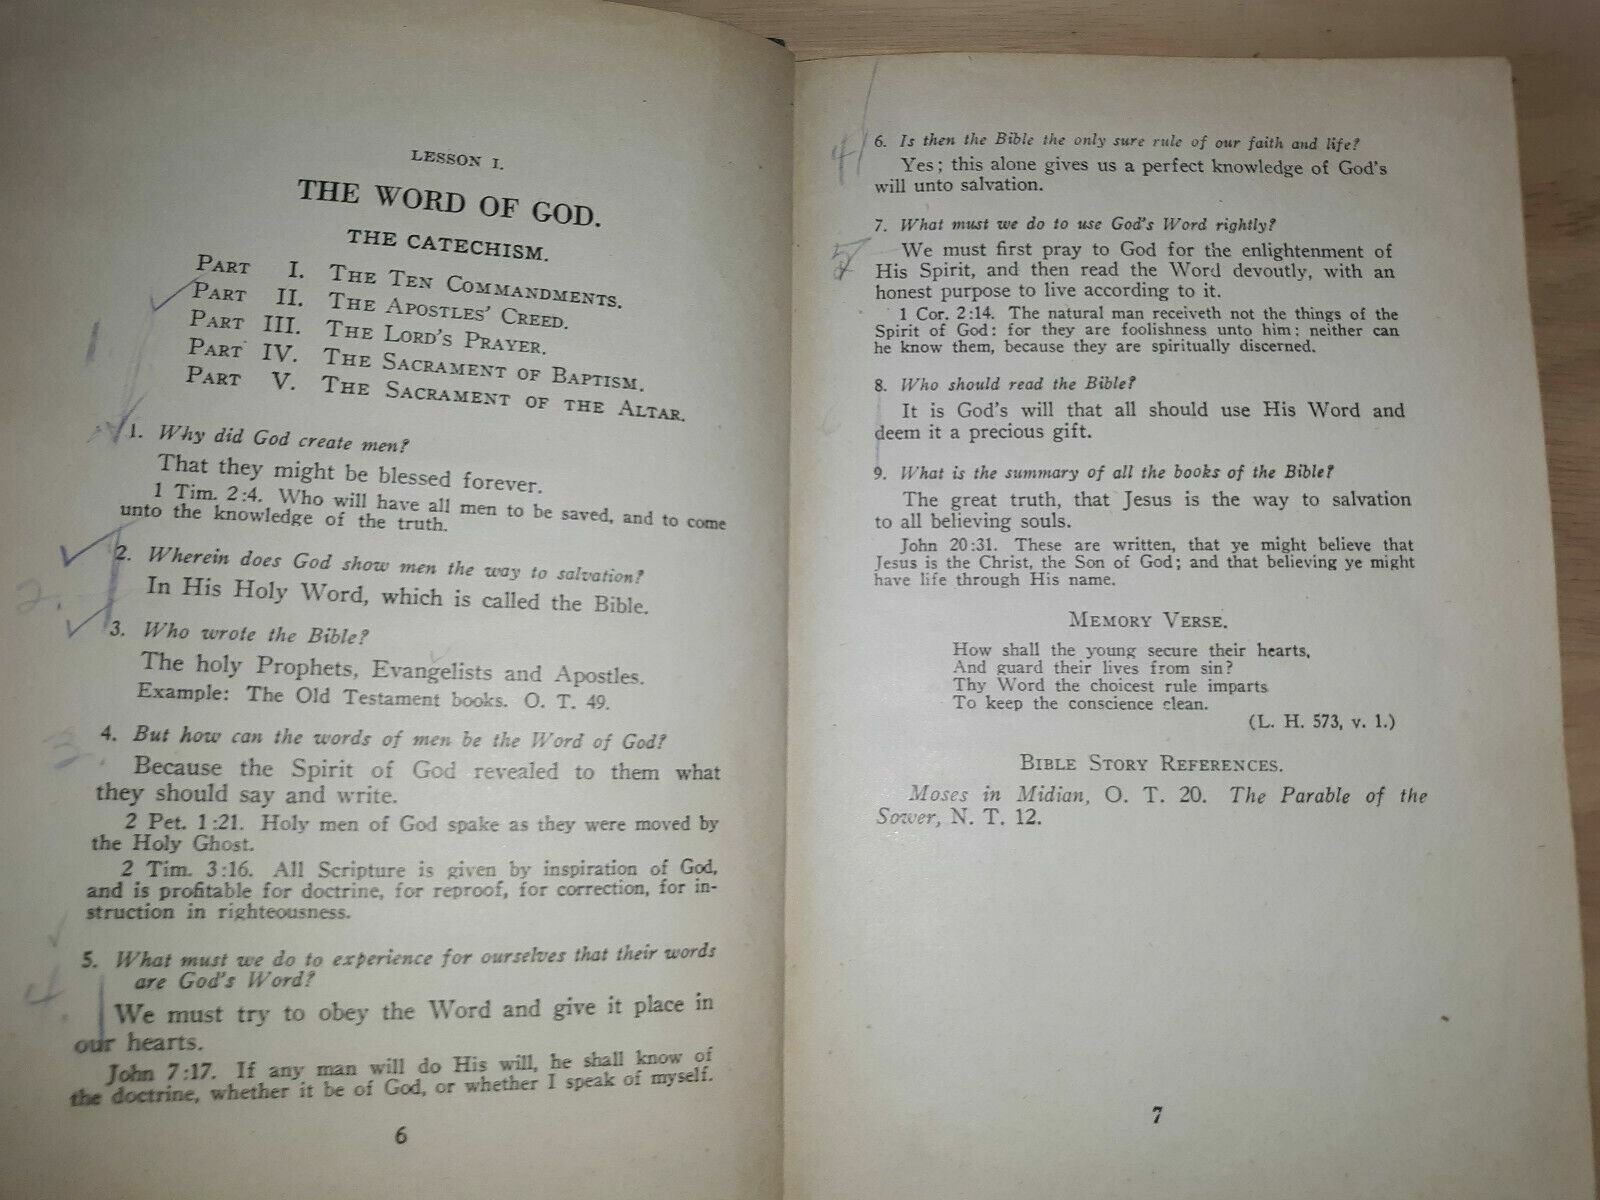 LESSON I.
THE WORD OF GOD.
THE CATECHISM.
PART I. THE TEN COMMANDMENTS.
PART II. THE APOSTLES' CREED.
PART III. THE LORD'S PRAYER.
PART IV. THE SACRAMENT OF BAPTISM.
PART V. THE SACRAMENT OF THE ALTAR.
1.
1. Why did God create men?
That they might be blessed forever.
1 Tim. 2:4. Who will have all men to be saved, and to come
unto the knowledge of the truth.
2. Wherein does God show men the way to salvation?
2.
In His Holy Word, which is called the Bible.
3. Who wrote the Bible?
The holy Prophets, Evangelists and Apostles.
Example: The Old Testament books. O. T. 49.
3.
4. But how can the words of men be the Word of God?
Because the Spirit of God revealed to them what
they should say and write.
2 Pet. 1:21. Holy men of God spake as they were moved by
the Holy Ghost.
2 Tim. 3:16. All Scripture is given by inspiration of God,
and is profitable for doctrine, for reproof, for correction, for in-
struction in righteousness.
4.
5. What must we do to experience for ourselves that their words
are God's Word?
We must try to obey the Word and give it place in
our hearts.
John 7:17. If any man will do His will, he shall know of
the doctrine, whether it be of God, or whether I speak of myself.
6
4
6. Is then the Bible the only sure rule of our faith and life?
Yes; this alone gives us a perfect knowledge of God's
will unto salvation.
7. What must we do to use God's Word rightly?
5
We must first pray to God for the enlightenment of
His Spirit, and then read the Word devoutly, with an
honest purpose to live according to it.
1 Cor. 2:14. The natural man receiveth not the things of the
Spirit of God: for they are foolishness unto him: neither can
he know them, because they are spiritually discerned.
8. Who should read the Bible?
It is God's will that all should use His Word and
deem it a precious gift.
9. What is the summary of all the books of the Bible?
The great truth, that Jesus is the way to salvation
to all believing souls.
John 20:31. These are written, that ye might believe that
Jesus is the Christ, the Son of God; and that believing ye might
have life through His name.
MEMORY VERSE.
How shall the young secure their hearts,
And guard their lives from sin?
Thy Word the choicest rule imparts
To keep the conscience clean.
(L. H. 573, v. 1.)
BIBLE STORY REFERENCES.
Moses in Midian, O. T. 20. The Parable of the
Sower, N. T. 12.
7